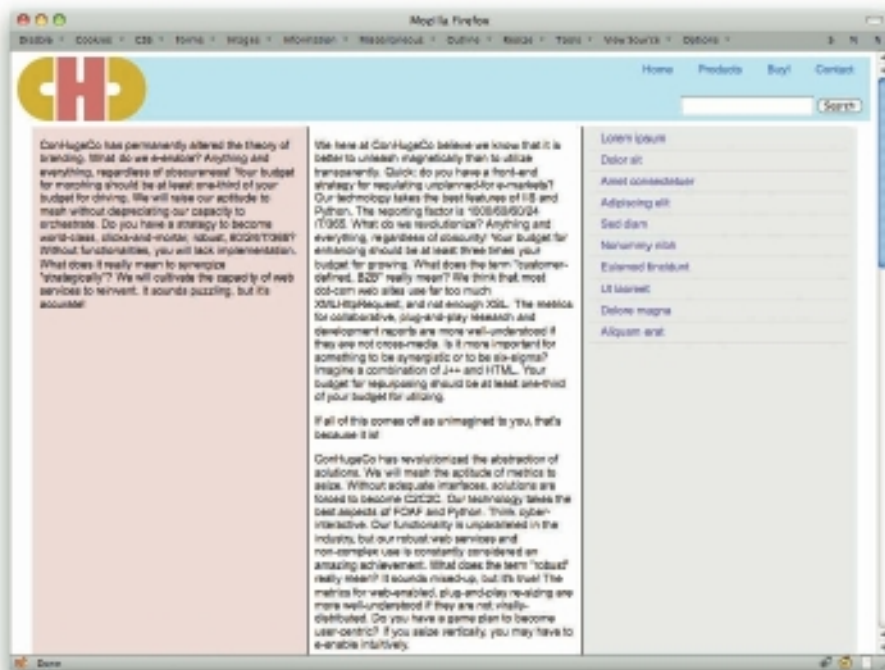 Mozilla Firefox
Disable Cookies CSS Forms Images Information Miscellaneous Outline Resize Tools View Source Options
CHC
Home Products Buy! Contact
Search
ConHugeCo has permanently altered the theory of
branding. What do we e-enable? Anything and
everything, regardless of obscureness! Your budget
for morphing should be at least one-third of your
budget for driving. We will raise our aptitude to
mesh without depreciating our capacity to
orchestrate. Do you have a strategy to become
world-class, clicks-and-mortar, robust,
Without functionalities, you will lack implementation.
What does it really mean to synergize
"strategically"? We will cultivate the capacity of web
services to reinvent. It sounds puzzling, but it's
accurate!
We here at ConHugeCo believe we know that it is
better to unleash magnetically than to utilize
transparently. Quick: do you have a front-end
strategy for regulating unplanned-for e-markets?
Our technology takes the best features of IIS and
Python. The reporting factor is
What do we revolutionize? Anything and
everything, regardless of obscurity! Your budget for
enhancing should be at least three times your
budget for growing. What does the term "customer-
defined, B2B" really mean? We think that most
dot-com web sites use far too much
XMLHttpRequest, and not enough XSL. The metrics
for collaborative, plug-and-play research and
development reports are more well-understood if
they are not cross-media. Is it more important for
something to be synergistic or to be six-sigma?
Imagine a combination of J++ and HTML. Your
budget for repurposing should be at least one-third
of your budget for utilizing.
If all of this comes off as unimagined to you, that's
because it is!
ConHugeCo has revolutionized the abstraction of
solutions. We will mesh the aptitude of metrics to
seize. Without adequate interfaces, solutions are
forced to become C2C2C. Our technology takes the
best aspects of FOAF and Python. Think cyber-
interactive. Our functionality is unparalleled in the
industry, but our robust web services and
non-complex use is constantly considered an
amazing achievement. What does the term "robust"
really mean? It sounds mixed-up, but it's true! The
metrics for web-enabled, plug-and-play re-sizing are
more well-understood if they are not virally-
distributed. Do you have a game plan to become
user-centric? If you seize vertically, you may have to
e-enable intuitively.
Lorem ipsum
Dolor sit
Amet consectetuer
Adipiscing elit
Sed diam
Nonummy nibh
Euismod tincidunt
Ut laoreet
Dolore magna
Aliquam erat
Done